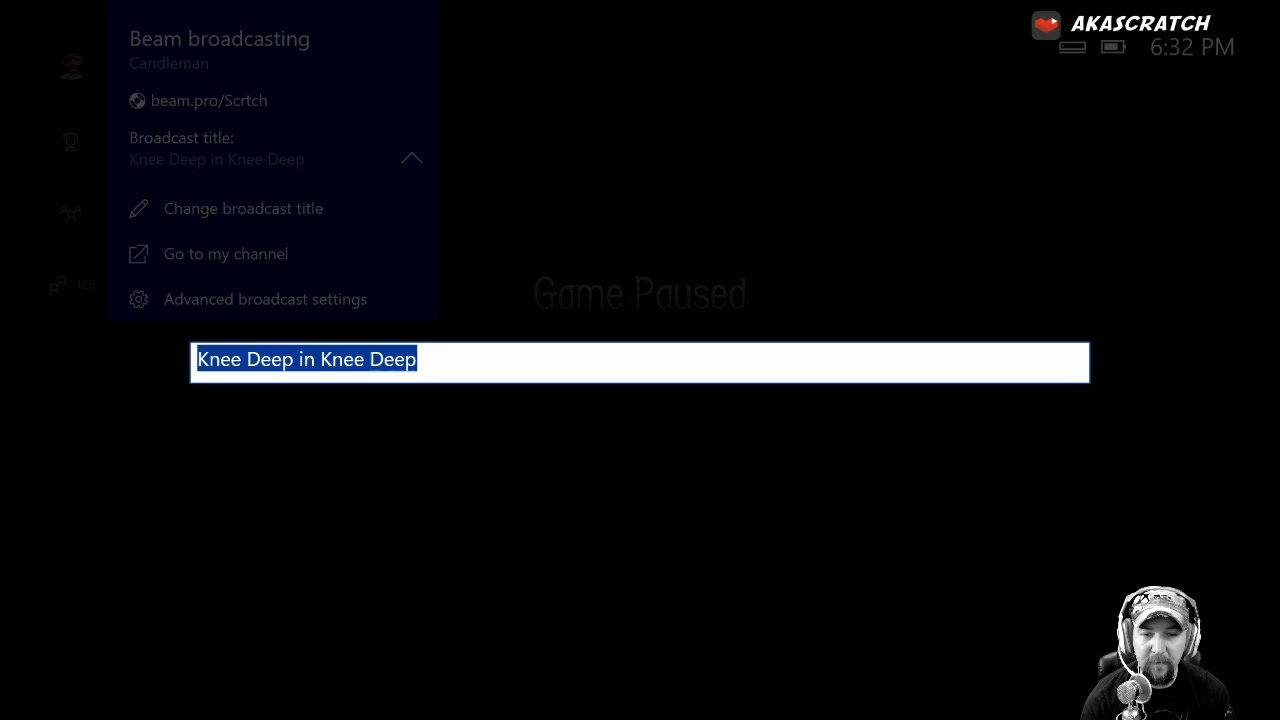 AKASCRATCH
6:32 PM
Beam broadcasting
Candleman
beam.pro/Scrtch
Broadcast title:
Knee Deep in Knee Deep
Change broadcast title
Go to my channel
128
Advanced broadcast settings
Game Paused
Knee Deep in Knee Deep